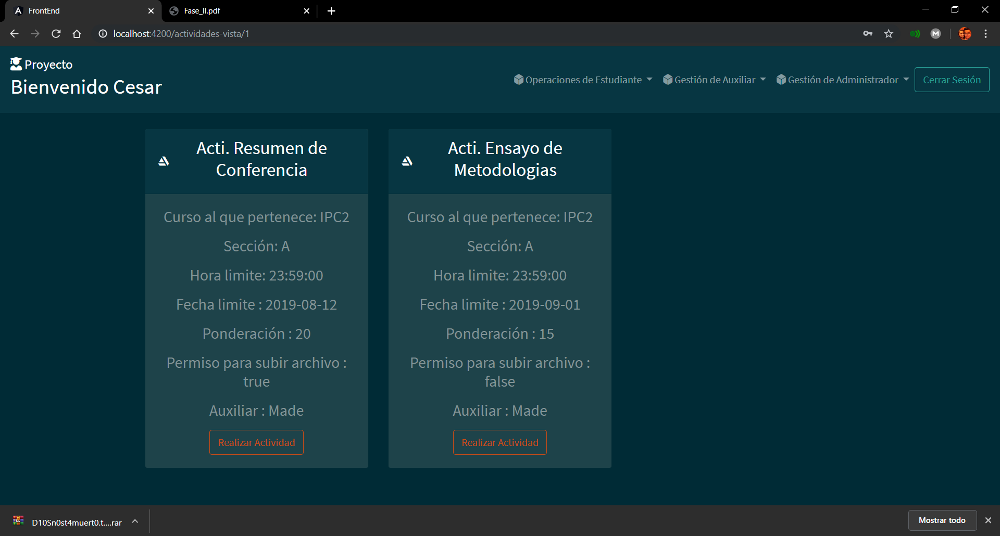 FrontEnd
Fase_II.pdf
localhost:4200/actividades-vista/1
Proyecto
Bienvenido Cesar
Operaciones de Estudiante
Gestión de Auxiliar
Gestión de Administrador
Cerrar Sesión
Acti. Resumen de
Conferencia
Curso al que pertenece: IPC2
Sección: A
Hora limite: 23:59:00
Fecha limite : 2019-08-12
Ponderación : 20
Permiso para subir archivo :
true
Auxiliar : Made
Realizar Actividad
Acti. Ensayo de
Metodologias
Curso al que pertenece: IPC2
Sección: A
Hora limite: 23:59:00
Fecha limite : 2019-09-01
Ponderación : 15
Permiso para subir archivo :
false
Auxiliar : Made
Realizar Actividad
D10Sn0st4muert0.t....rar
Mostrar todo